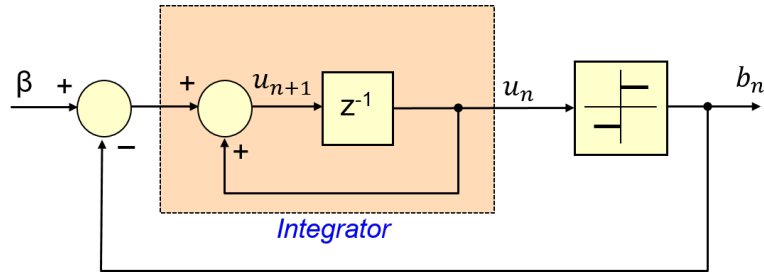 β + + u_{n+1} z⁻¹ u_n b_n
− +
Integrator